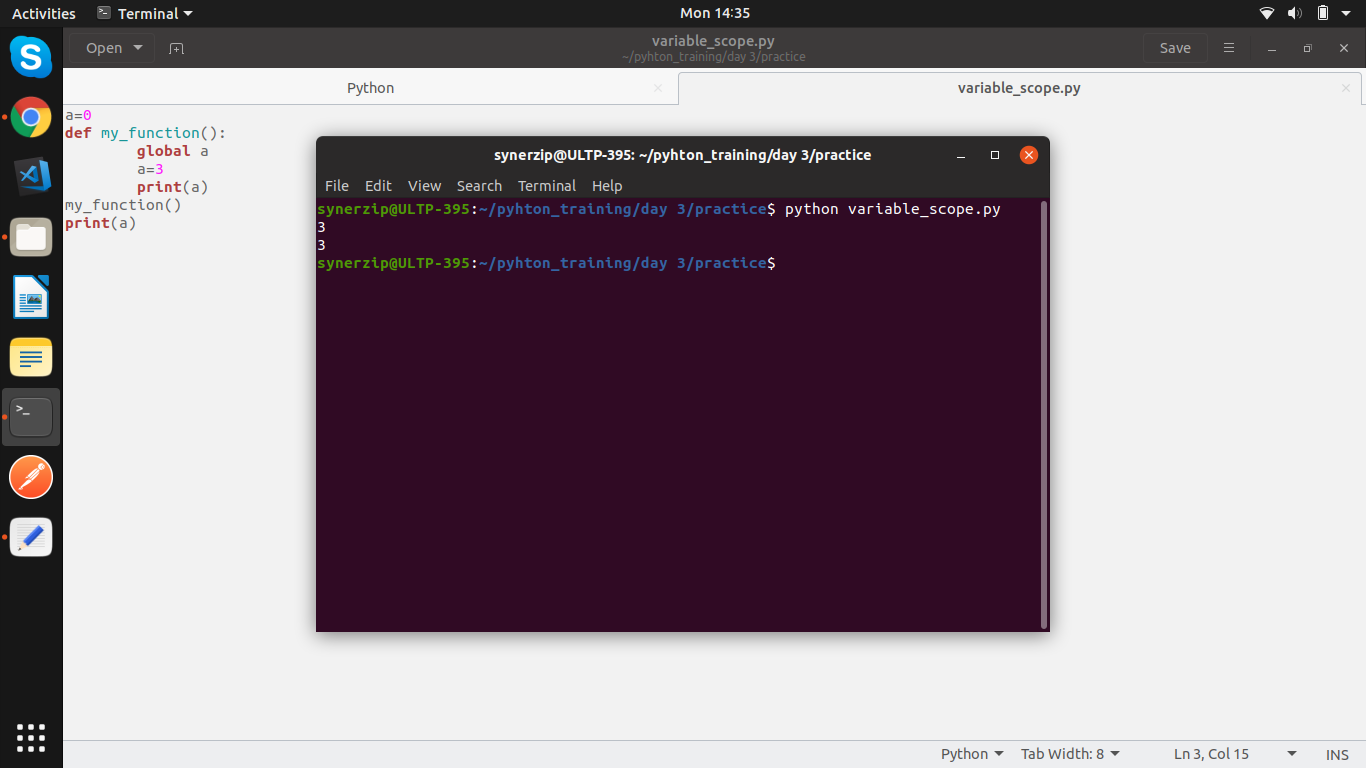 Activities Terminal Mon 14:35
Open variable_scope.py Save
~/pyhton_training/day 3/practice
Python variable_scope.py
a=0
def my_function():
        global a
        a=3
        print(a)
my_function()
print(a)
synerzip@ULTP-395: ~/pyhton_training/day 3/practice
File Edit View Search Terminal Help
synerzip@ULTP-395:~/pyhton_training/day 3/practice$ python variable_scope.py
3
3
synerzip@ULTP-395:~/pyhton_training/day 3/practice$
Python Tab Width: 8 Ln 3, Col 15 INS